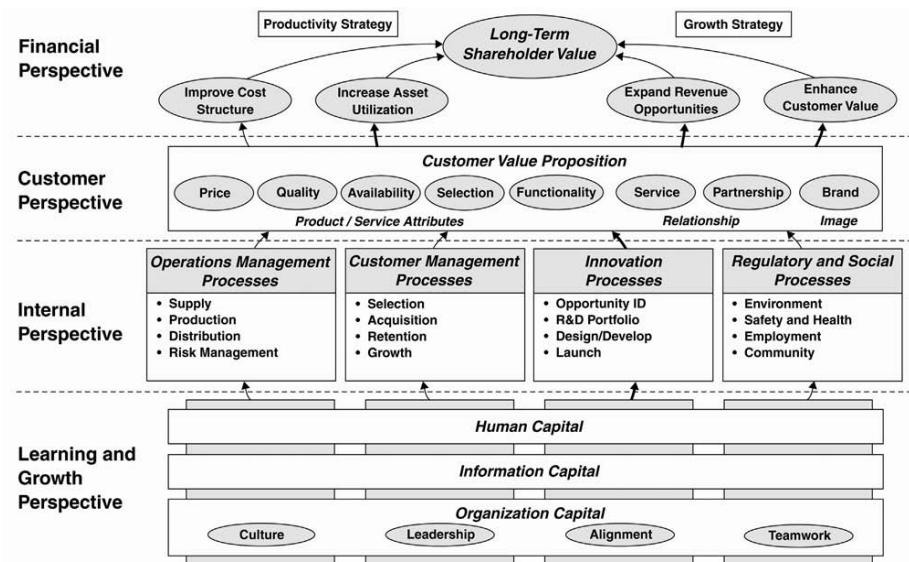 Financial
Perspective
Productivity Strategy
Long-Term
Shareholder Value
Growth Strategy
Improve Cost
Structure
Increase Asset
Utilization
Expand Revenue
Opportunities
Enhance
Customer Value
Customer
Perspective
Customer Value Proposition
Price
Quality
Availability
Selection
Functionality
Service
Partnership
Brand
Product / Service Attributes
Relationship
Image
Internal
Perspective
Operations Management
Processes
• Supply
• Production
• Distribution
• Risk Management
Customer Management
Processes
• Selection
• Acquisition
• Retention
• Growth
Innovation
Processes
• Opportunity ID
• R&D Portfolio
• Design/Develop
• Launch
Regulatory and Social
Processes
• Environment
• Safety and Health
• Employment
• Community
Learning and
Growth
Perspective
Human Capital
Information Capital
Organization Capital
Culture
Leadership
Alignment
Teamwork